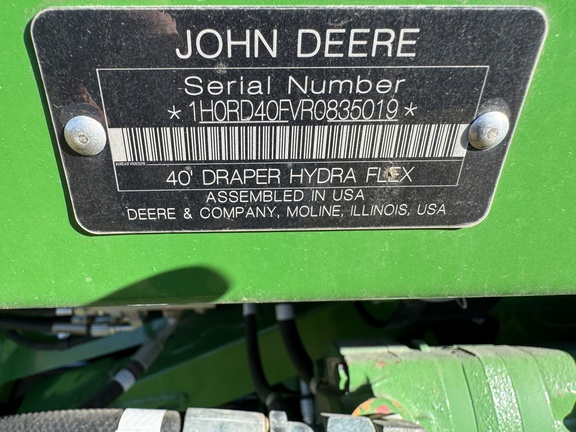 JOHN DEERE
Serial Number
*1H0RD40FVR0835019*
40' DRAPER HYDRA FLEX
ASSEMBLED IN USA
DEERE & COMPANY, MOLINE, ILLINOIS, USA